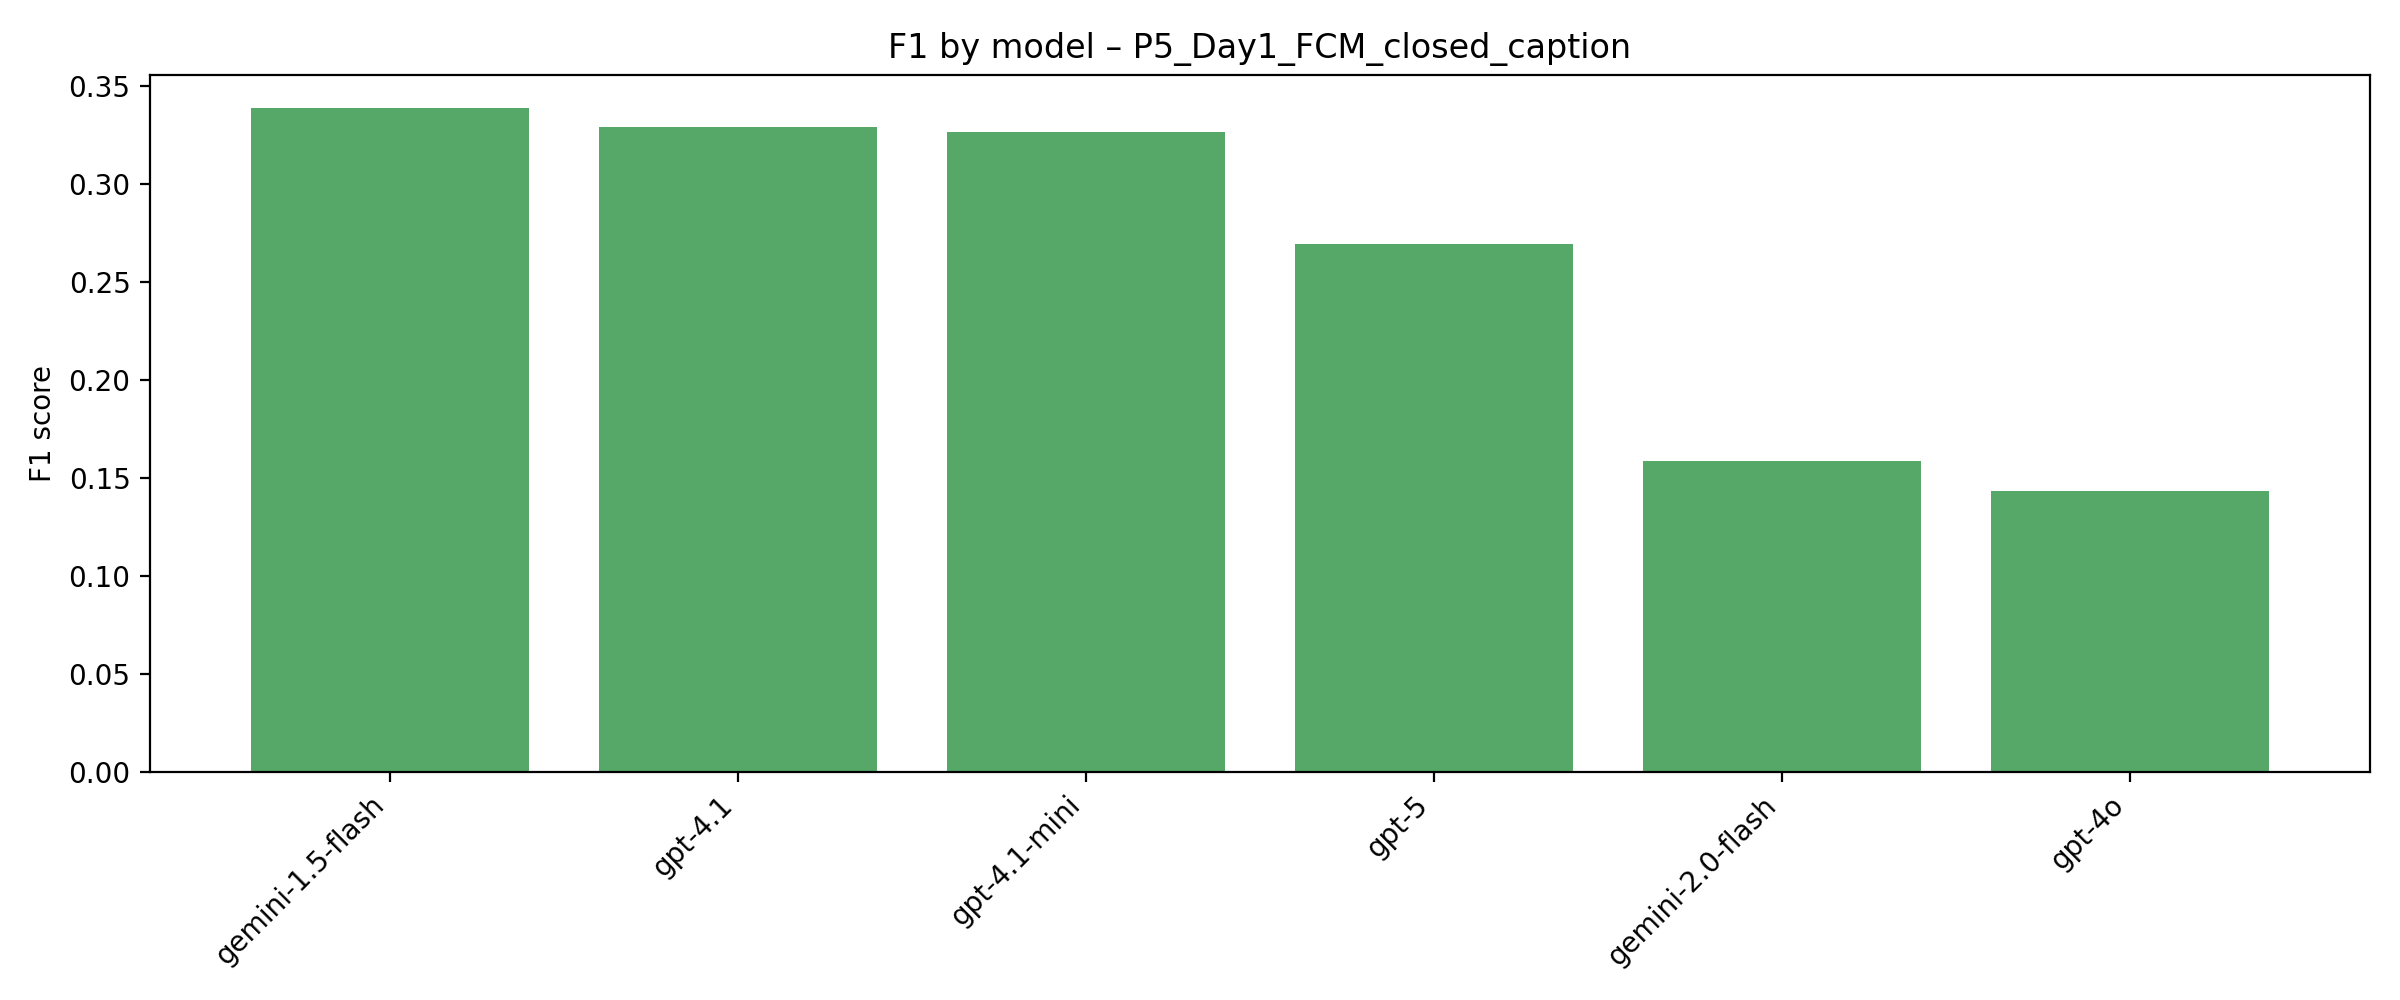 F1 by model – P5_Day1_FCM_closed_caption
F1 score
0.35
0.30
0.25
0.20
0.15
0.10
0.05
0.00
gemini-1.5-flash
gpt-4.1
gpt-4.1-mini
gpt-5
gemini-2.0-flash
gpt-4o